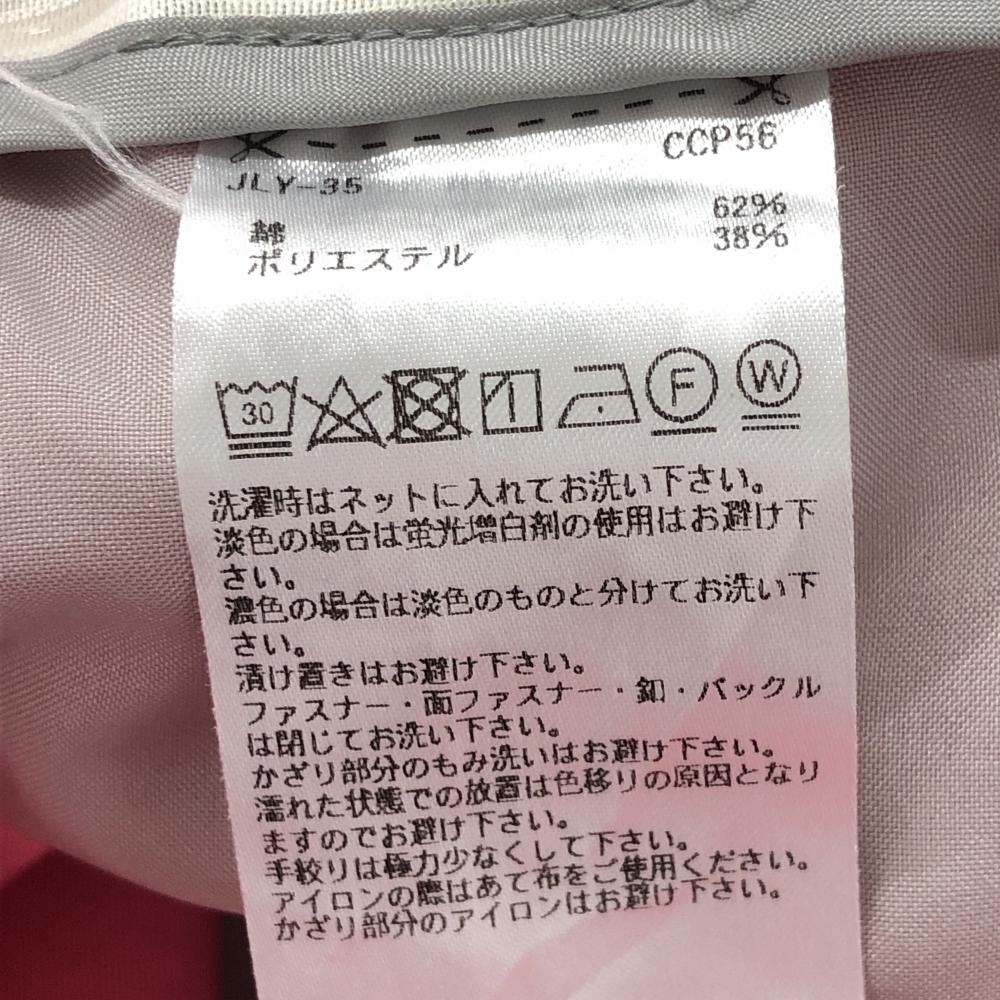 CCP56
JLY-35
綿 62%
ポリエステル 38%
30 F W
洗濯時はネットに入れてお洗い下さい。
淡色の場合は蛍光増白剤の使用はお避け下
さい。
濃色の場合は淡色のものと分けてお洗い下
さい。
漬け置きはお避け下さい。
ファスナー・面ファスナー・釦・バックル
は閉じてお洗い下さい。
かざり部分のもみ洗いはお避け下さい。
濡れた状態での放置は色移りの原因となり
ますのでお避け下さい。
手絞りは極力少なくして下さい。
アイロンの際はあて布をご使用ください。
かざり部分のアイロンはお避け下さい。